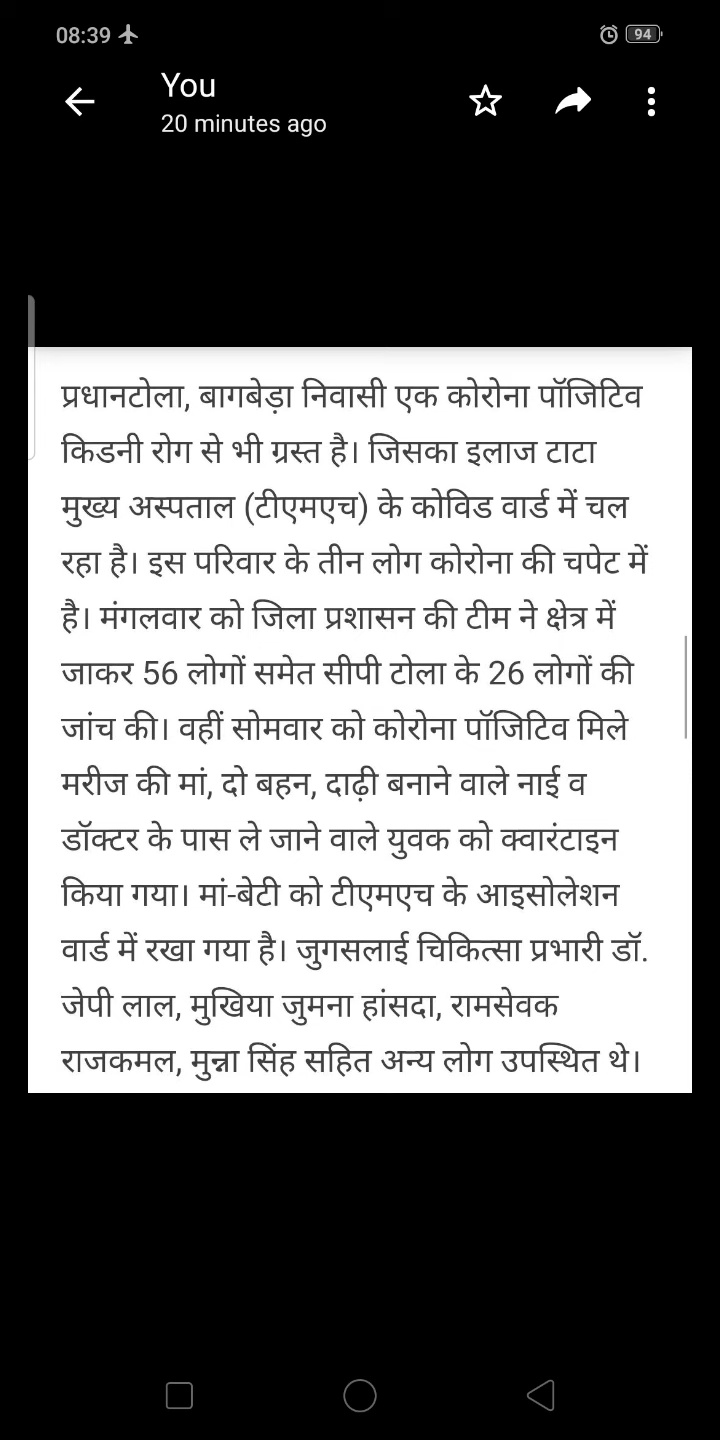 08:39
94
You
20 minutes ago
प्रधानटोला, बागबेड़ा निवासी एक कोरोना पॉजिटिव
किडनी रोग से भी ग्रस्त है। जिसका इलाज टाटा
मुख्य अस्पताल (टीएमएच) के कोविड वार्ड में चल
रहा है। इस परिवार के तीन लोग कोरोना की चपेट में
है। मंगलवार को जिला प्रशासन की टीम ने क्षेत्र में
जाकर 56 लोगों समेत सीपी टोला के 26 लोगों की
जांच की। वहीं सोमवार को कोरोना पॉजिटिव मिले
मरीज की मां, दो बहन, दाढ़ी बनाने वाले नाई व
डॉक्टर के पास ले जाने वाले युवक को क्वारंटाइन
किया गया। मां-बेटी को टीएमएच के आइसोलेशन
वार्ड में रखा गया है। जुगसलाई चिकित्सा प्रभारी डॉ.
जेपी लाल, मुखिया जुमना हांसदा, रामसेवक
राजकमल, मुन्ना सिंह सहित अन्य लोग उपस्थित थे।